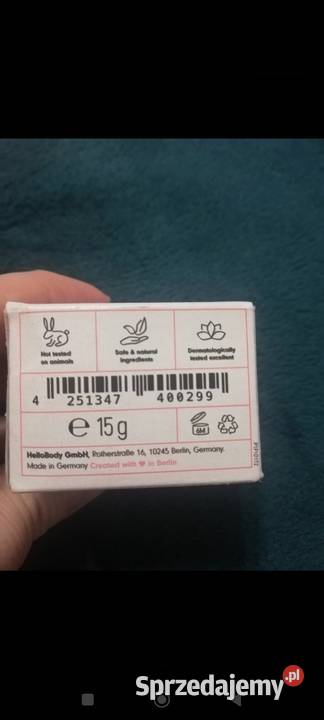 Not tested
on animals
Safe & natural
ingredients
Dermatologically
tested excellent
4 251347 400299
e 15 g
6M
HelloBody GmbH, Rotherstraße 16, 10245 Berlin, Germany.
Made in Germany Created with ♥ in Berlin
Sprzedajemy.pl